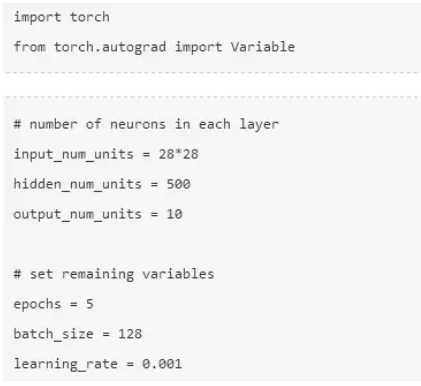 import torch
from torch.autograd import Variable
# number of neurons in each layer
input_num_units = 28*28
hidden_num_units = 500
output_num_units = 10
# set remaining variables
epochs = 5
batch_size = 128
learning_rate = 0.001